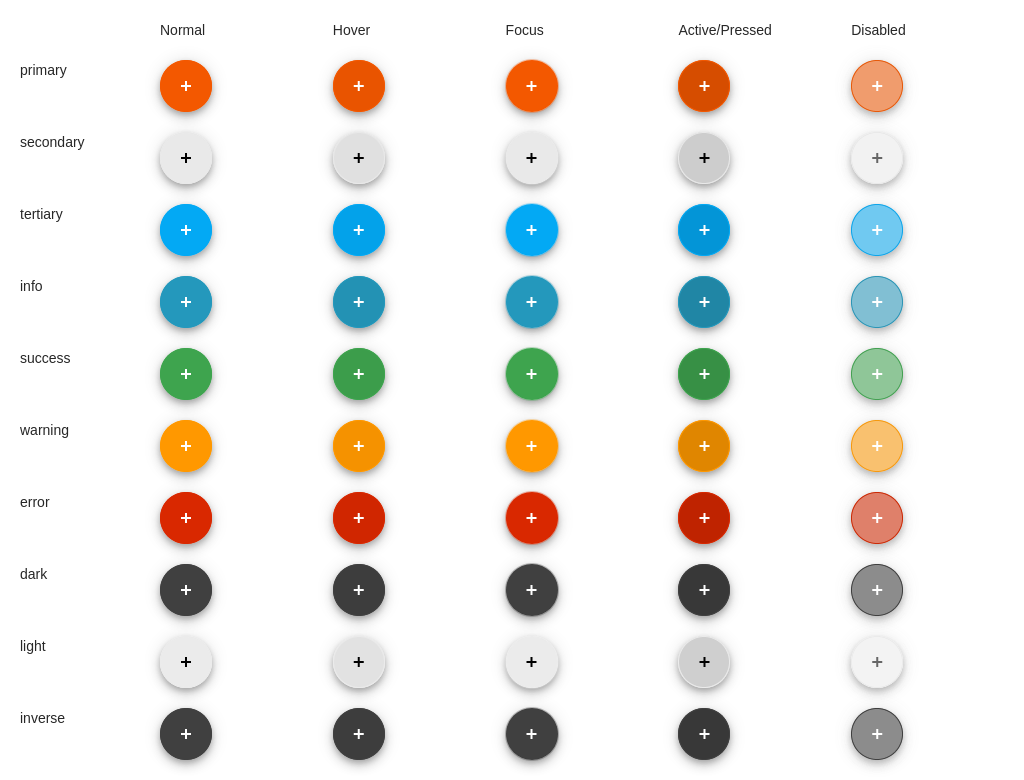 Normal Hover Focus Active/Pressed Disabled
primary + + + + +
secondary + + + + +
tertiary + + + + +
info + + + + +
success + + + + +
warning + + + + +
error + + + + +
dark + + + + +
light + + + + +
inverse + + + + +